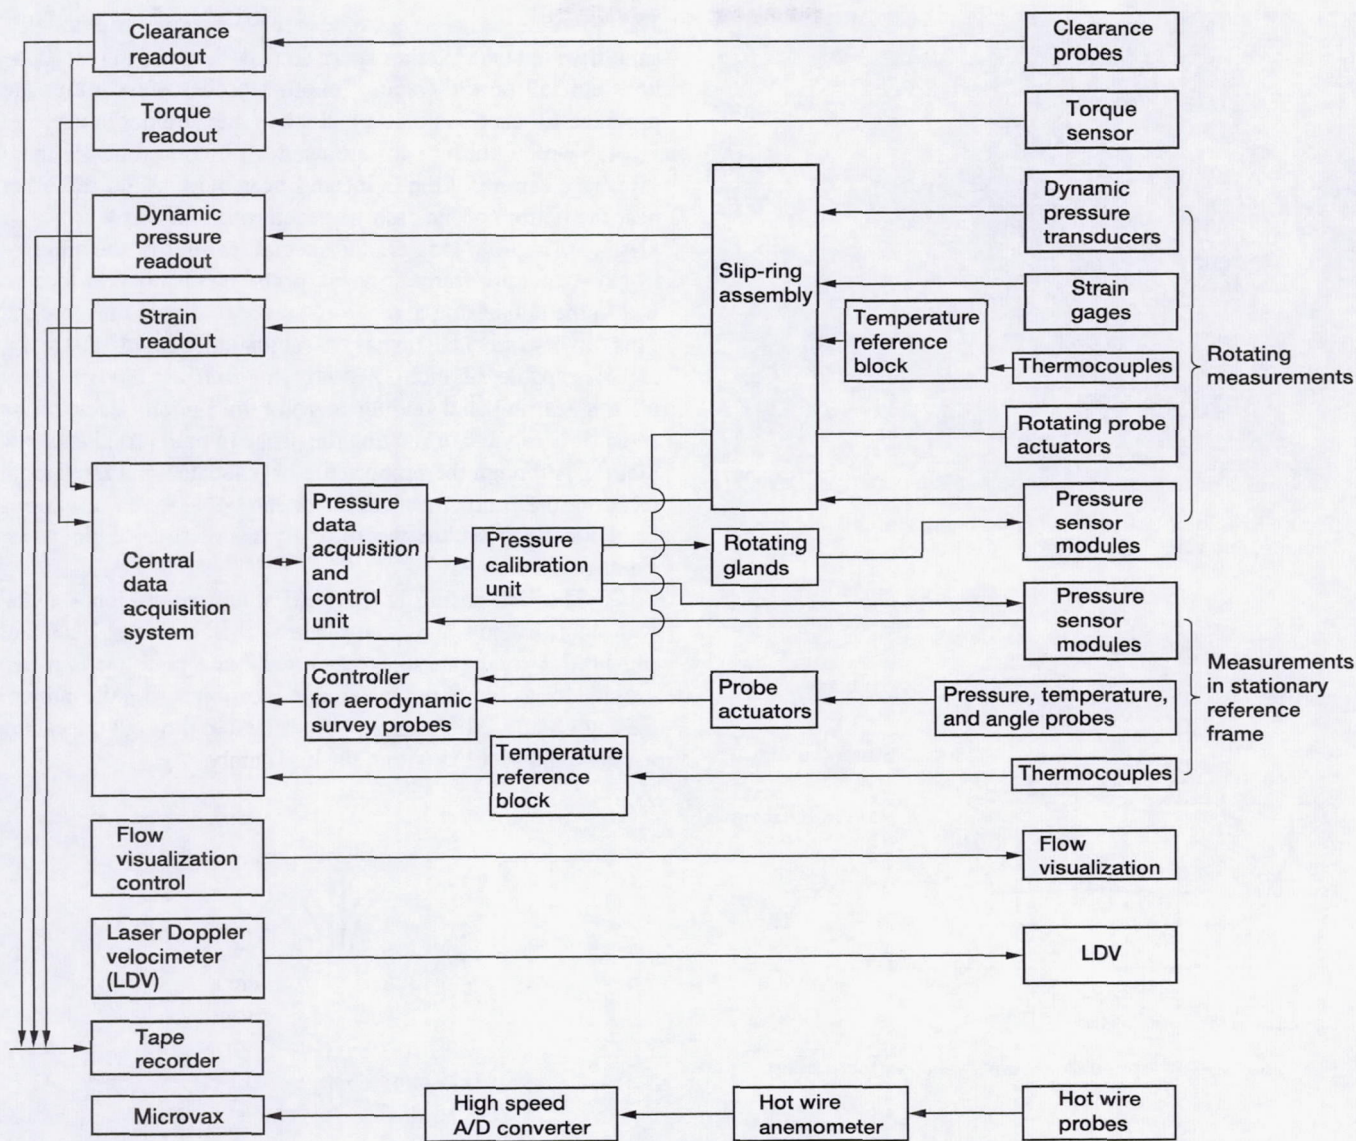 Clearance
readout
Clearance
probes
Torque
readout
Torque
sensor
Dynamic
pressure
readout
Dynamic
pressure
transducers
Slip-ring
assembly
Strain
gages
Strain
readout
Temperature
reference
block
Thermocouples
Rotating
measurements
Rotating probe
actuators
Central
data
acquisition
system
Pressure
data
acquisition
and
control
unit
Pressure
calibration
unit
Rotating
glands
Pressure
sensor
modules
Pressure
sensor
modules
Controller
for aerodynamic
survey probes
Probe
actuators
Pressure, temperature,
and angle probes
Measurements
in stationary
reference
frame
Temperature
reference
block
Thermocouples
Flow
visualization
control
Flow
visualization
Laser Doppler
velocimeter
(LDV)
LDV
Tape
recorder
Microvax
High speed
A/D converter
Hot wire
anemometer
Hot wire
probes